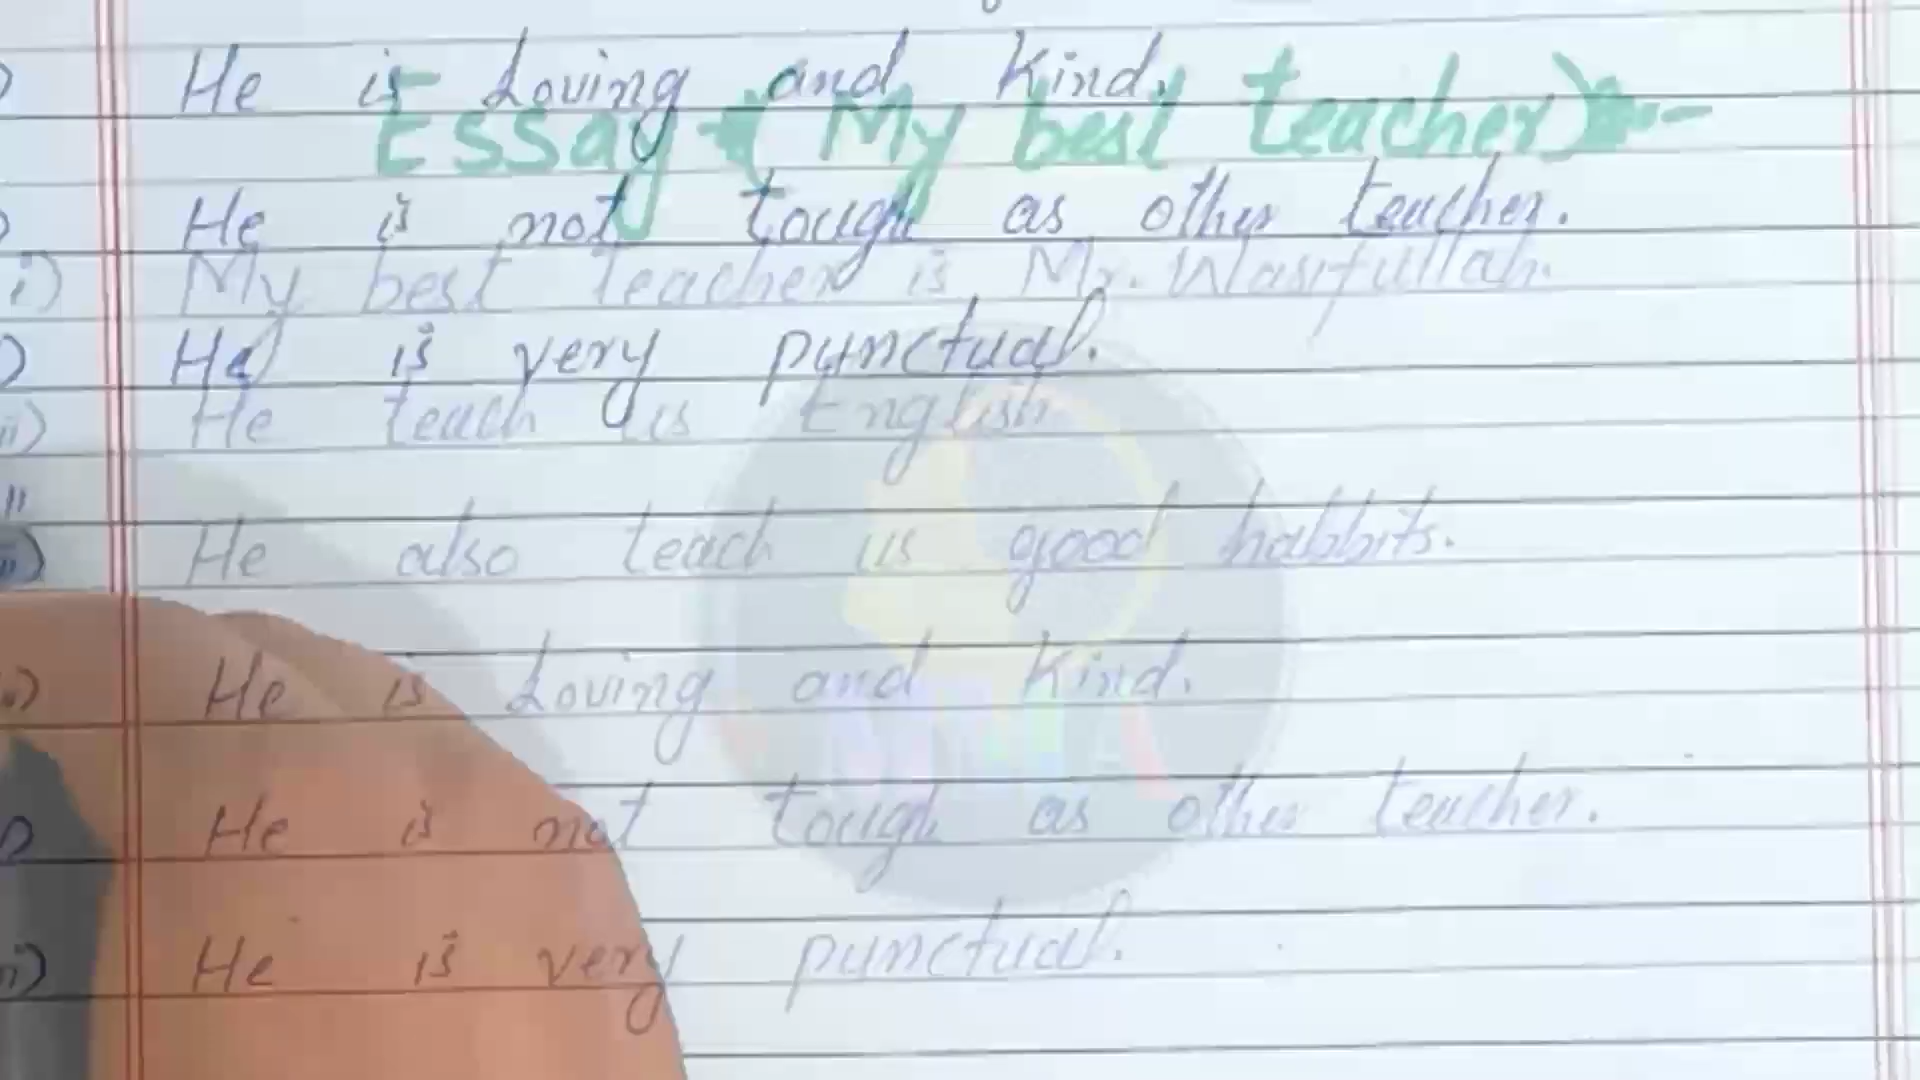 He is Loving and Kind.
Essay (My best teacher)
He is not tough as other teacher.
i) My best teacher is Mr. Wasifullah.
He is very punctual.
ii) He teach us English
He also teach us good habbits.
He is Loving and Kind.
He is not tough as other teacher.
He is very punctual.
MNA